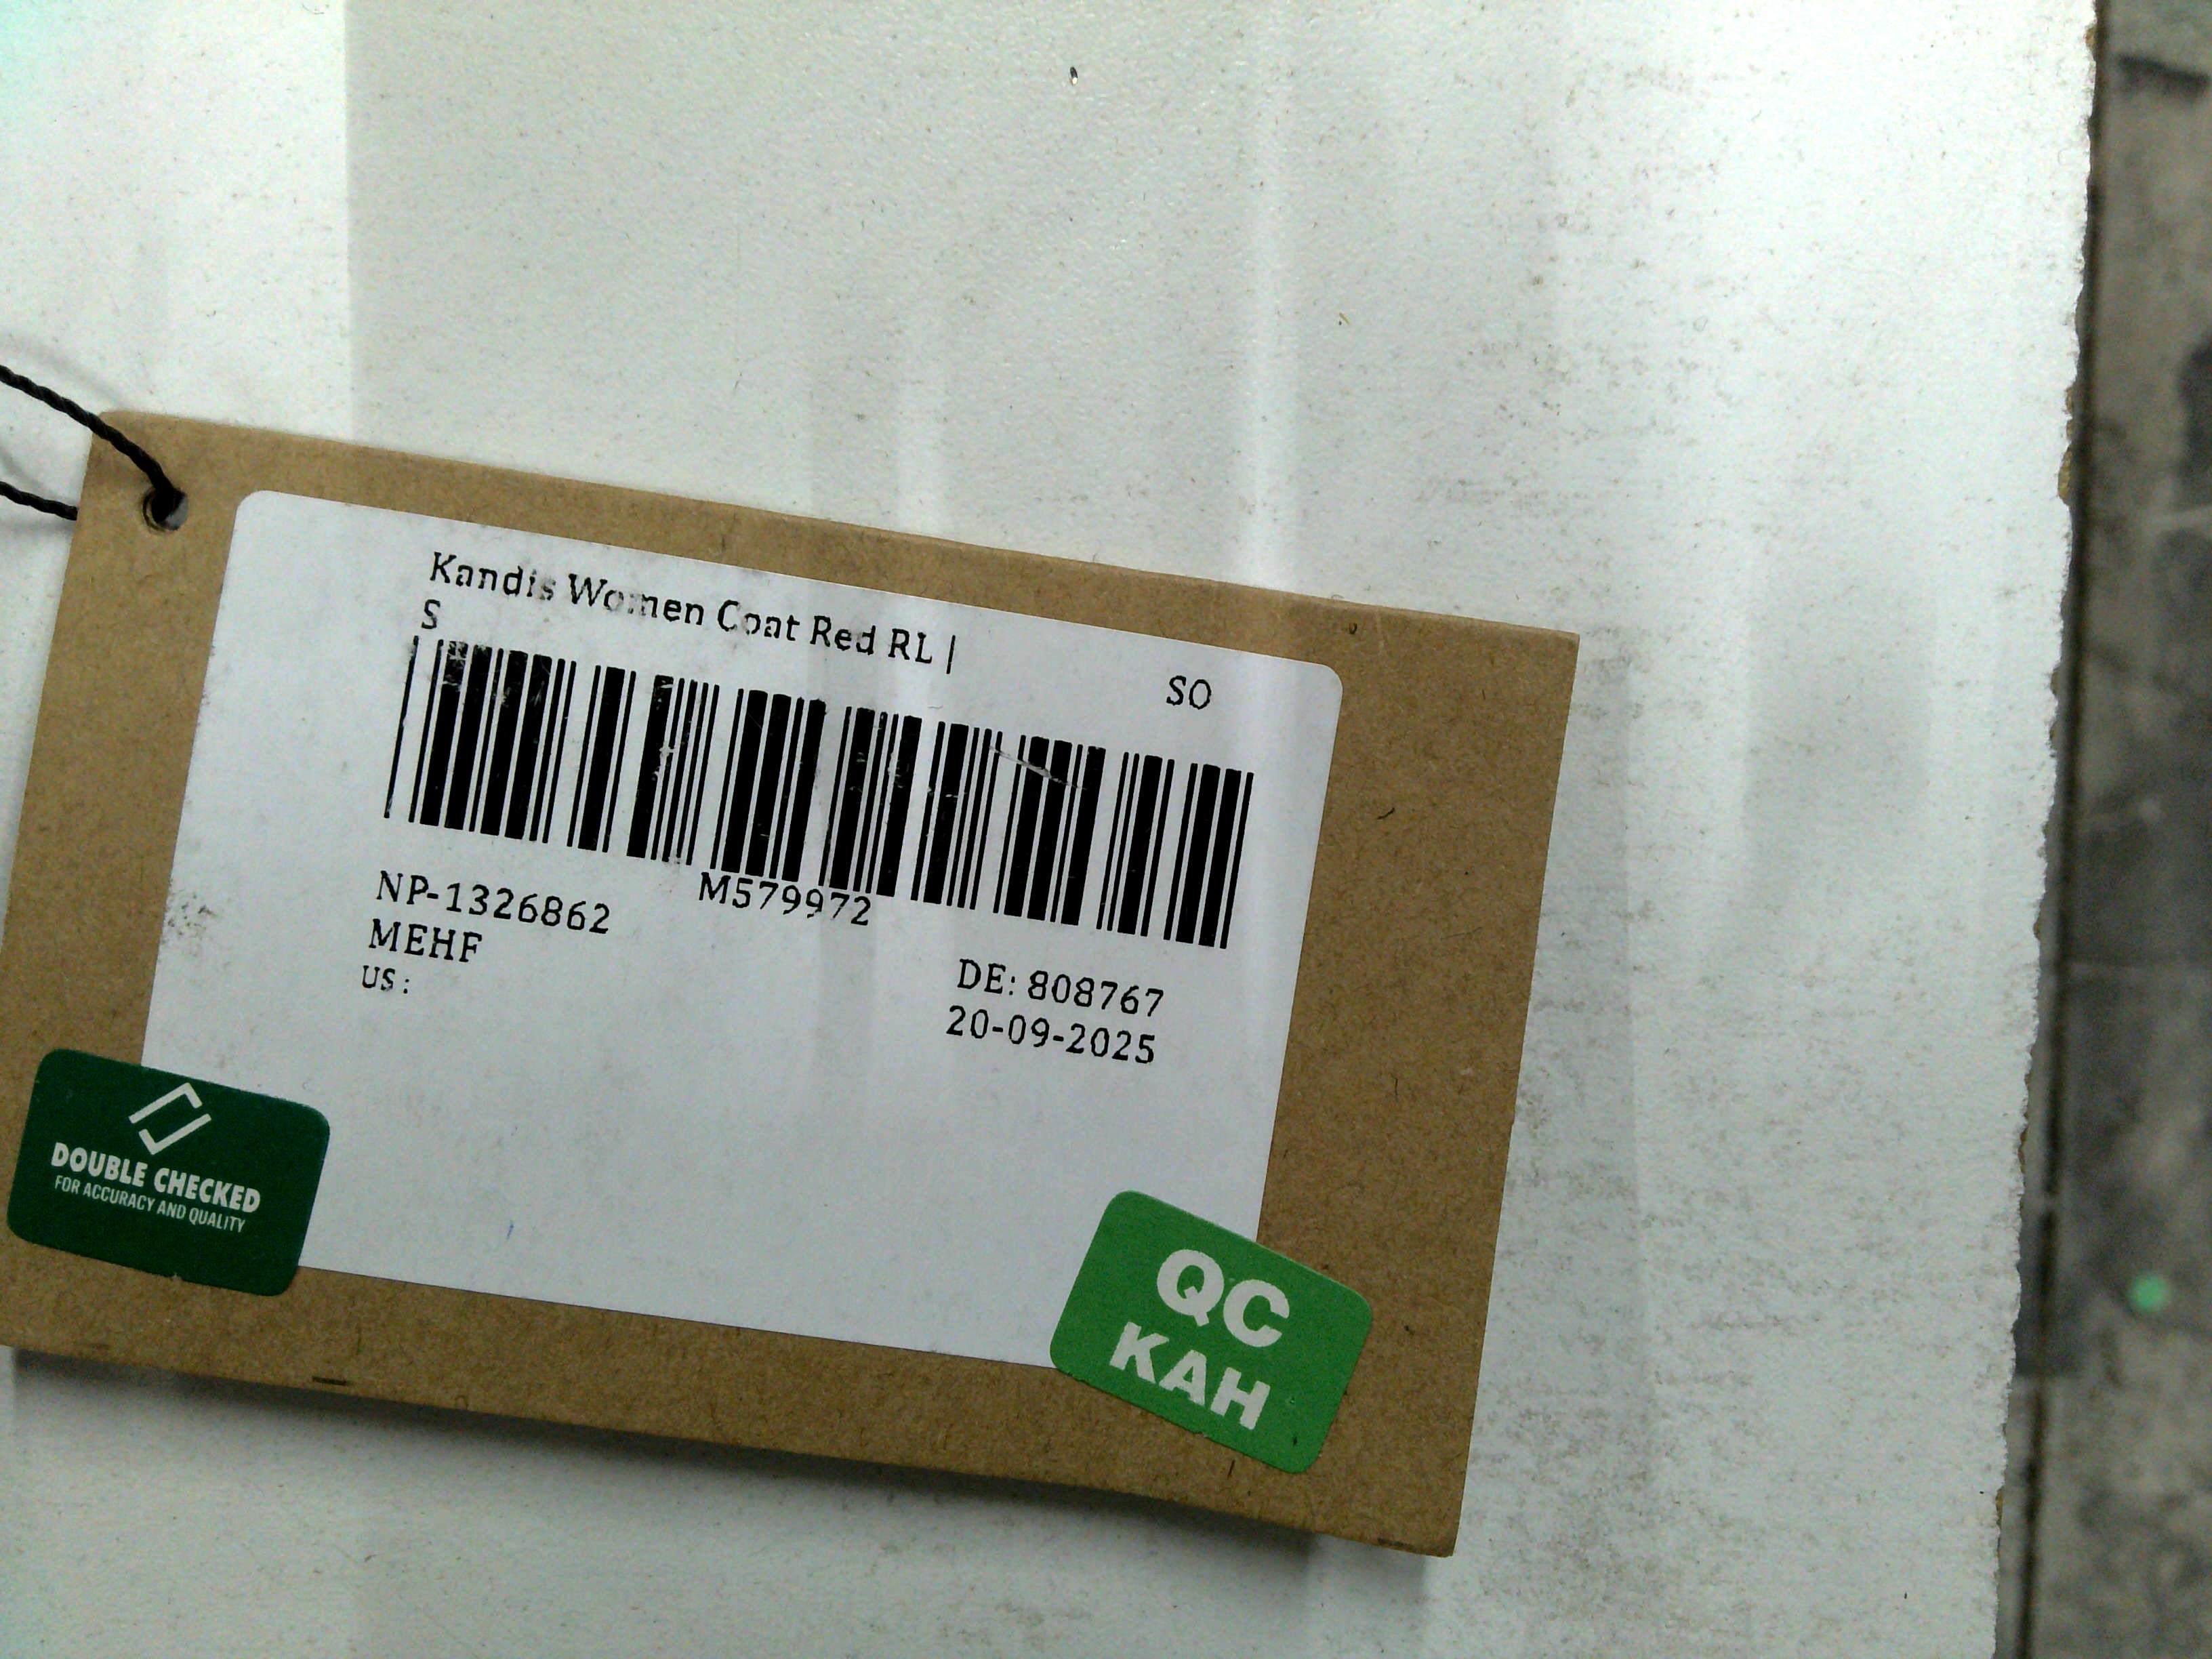 Kandis Women Coat Red RL |
S
SO
M579972
NP-1326862
MEHF
US :
DE: 808767
20-09-2025
DOUBLE CHECKED
FOR ACCURACY AND QUALITY
QC
KAH